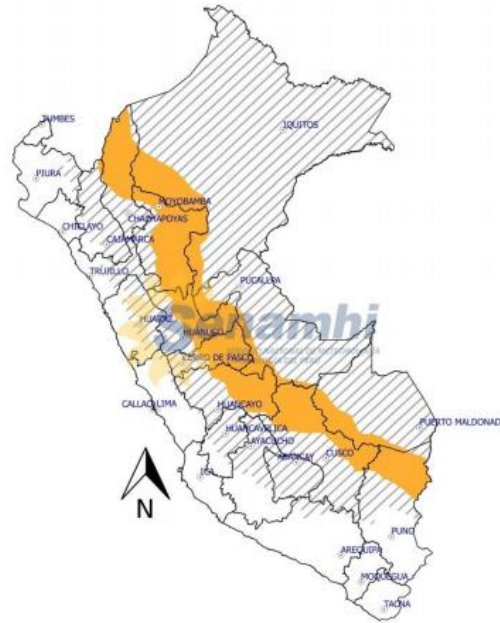 TUMBES
IQUITOS
PIURA
MOYOBAMBA
CHACHAPOYAS
CHICLAYO
CAJAMARCA
TRUJILLO
PUCALLPA
HUARAZ
Senamhi
HUANUCO
CERRO DE PASCO
CALLAO LIMA
HUANCAYO
PUERTO MALDONAD
HUANCAVELICA
AYACUCHO
ABANCAY
CUSCO
ICA
N
PUNO
AREQUIPA
MOQUEGUA
TACNA